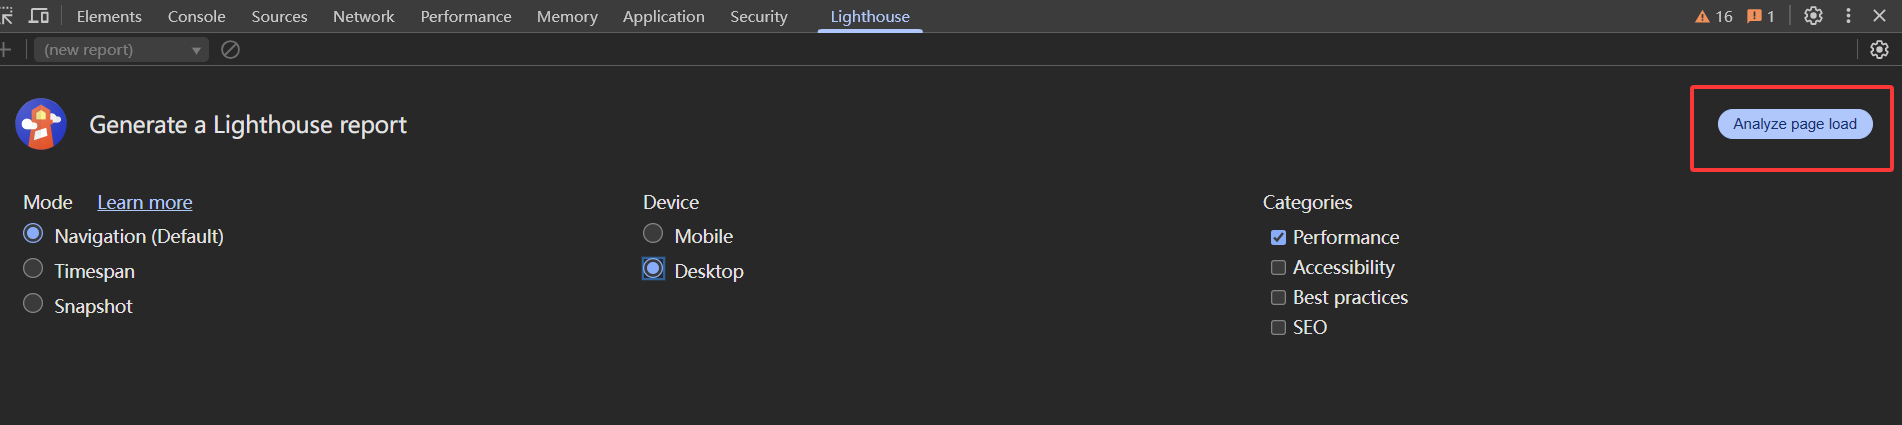 Elements Console Sources Network Performance Memory Application Security Lighthouse 16 1
(new report)
Generate a Lighthouse report
Analyze page load
Mode Learn more
Navigation (Default)
Timespan
Snapshot
Device
Mobile
Desktop
Categories
Performance
Accessibility
Best practices
SEO